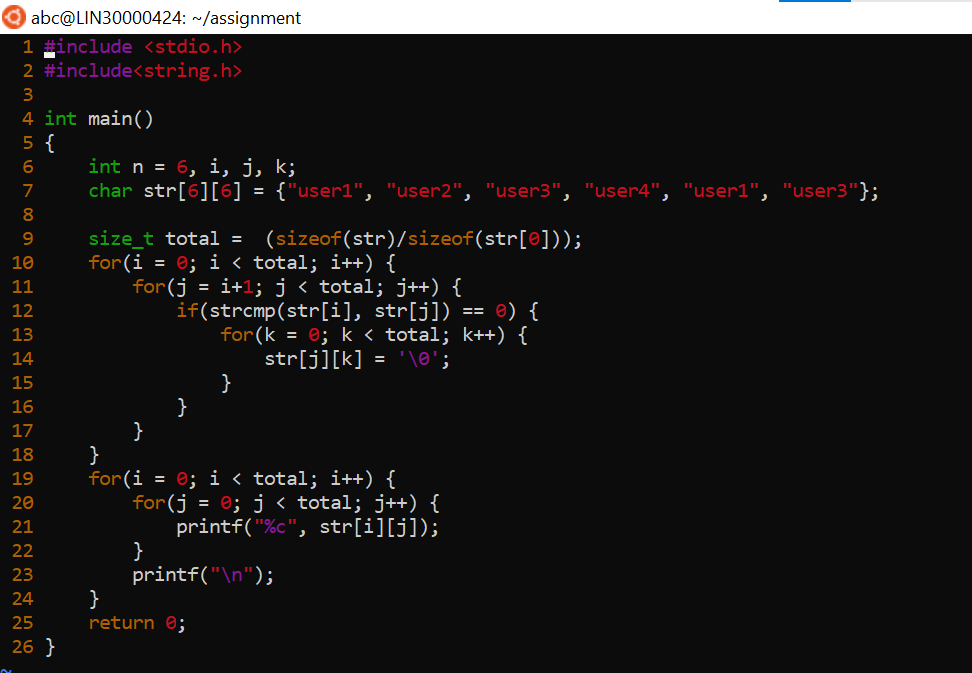 abc@LIN30000424: ~/assignment
1 #include <stdio.h>
2 #include<string.h>
3
4 int main()
5 {
6     int n = 6, i, j, k;
7     char str[6][6] = {"user1", "user2", "user3", "user4", "user1", "user3"};
8
9     size_t total =  (sizeof(str)/sizeof(str[0]));
10     for(i = 0; i < total; i++) {
11         for(j = i+1; j < total; j++) {
12             if(strcmp(str[i], str[j]) == 0) {
13                 for(k = 0; k < total; k++) {
14                     str[j][k] = '\0';
15                 }
16             }
17         }
18     }
19     for(i = 0; i < total; i++) {
20         for(j = 0; j < total; j++) {
21             printf("%c", str[i][j]);
22         }
23         printf("\n");
24     }
25     return 0;
26 }
~